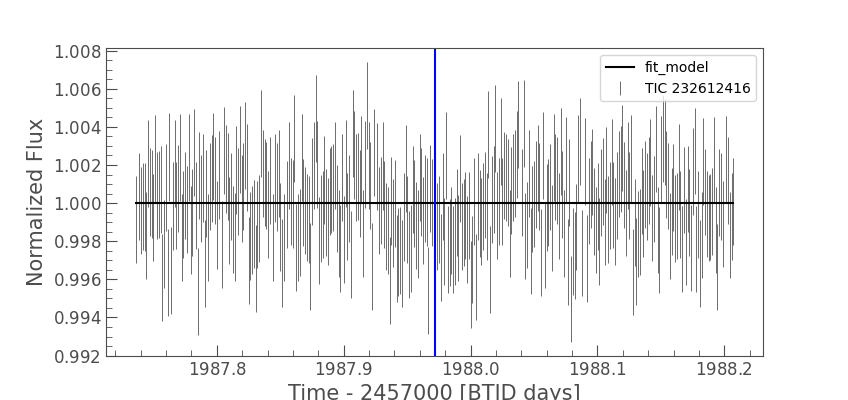 1.008
1.006
1.004
1.002
1.000
0.998
0.996
0.994
0.992
Normalized Flux
fit_model
TIC 232612416
1987.8 1987.9 1988.0 1988.1 1988.2
Time - 2457000 [BTJD days]